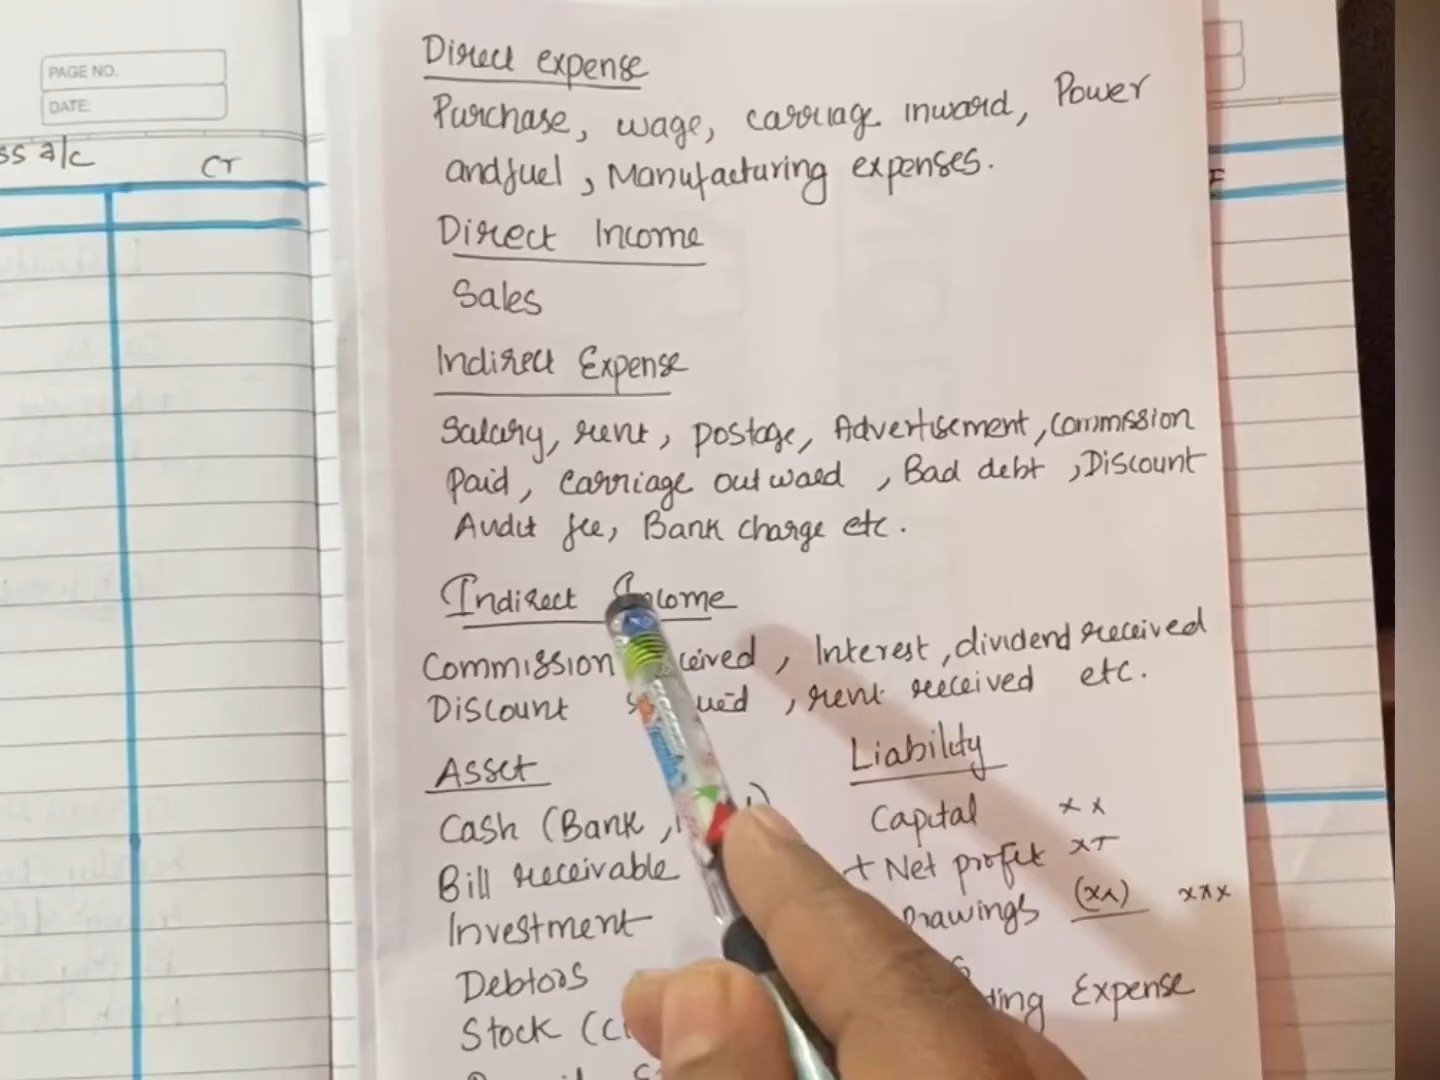 PAGE NO.
DATE:
ss a/c Cr
Direct expense
Purchase, wage, carriage inward, Power
and fuel, Manufacturing expenses.
Direct Income
Sales
Indirect Expense
Salary, rent, postage, Advertisement, Commission
paid, carriage outward, Bad debt, Discount
Audit fee, Bank charge etc.
Indirect Income
Commission ceived, Interest, dividend received
Discount, rent received etc.
Asset
Cash (Bank,
Bill receivable
Investment
Debtors
Stock (
Liability
Capital xx
+ Net profit xx
Drawings (xx) xxx
ding Expense